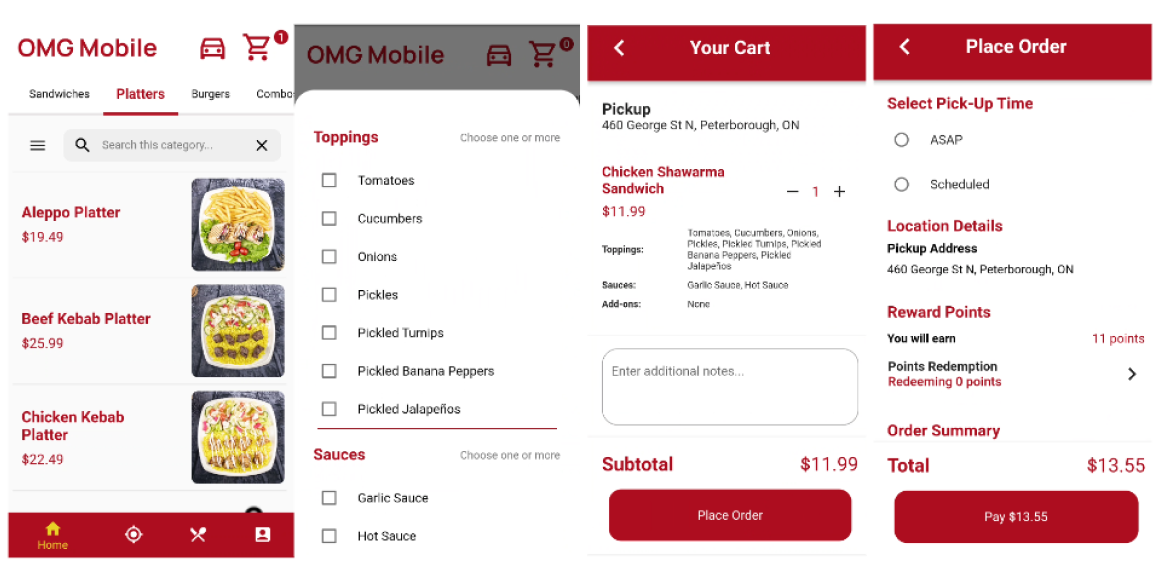 OMG Mobile
1
Sandwiches
Platters
Burgers
Combo
Search this category...
Aleppo Platter
$19.49
Beef Kebab Platter
$25.99
Chicken Kebab
Platter
$22.49
Home
OMG Mobile
0
Toppings
Choose one or more
Tomatoes
Cucumbers
Onions
Pickles
Pickled Turnips
Pickled Banana Peppers
Pickled Jalapeños
Sauces
Choose one or more
Garlic Sauce
Hot Sauce
Your Cart
Pickup
460 George St N, Peterborough, ON
Chicken Shawarma
Sandwich
1
$11.99
Toppings:
Tomatoes, Cucumbers, Onions,
Pickles, Pickled Turnips, Pickled
Banana Peppers, Pickled
Jalapeños
Sauces:
Garlic Sauce, Hot Sauce
Add-ons:
None
Enter additional notes...
Subtotal
$11.99
Place Order
Place Order
Select Pick-Up Time
ASAP
Scheduled
Location Details
Pickup Address
460 George St N, Peterborough, ON
Reward Points
You will earn
11 points
Points Redemption
Redeeming 0 points
Order Summary
Total
$13.55
Pay $13.55